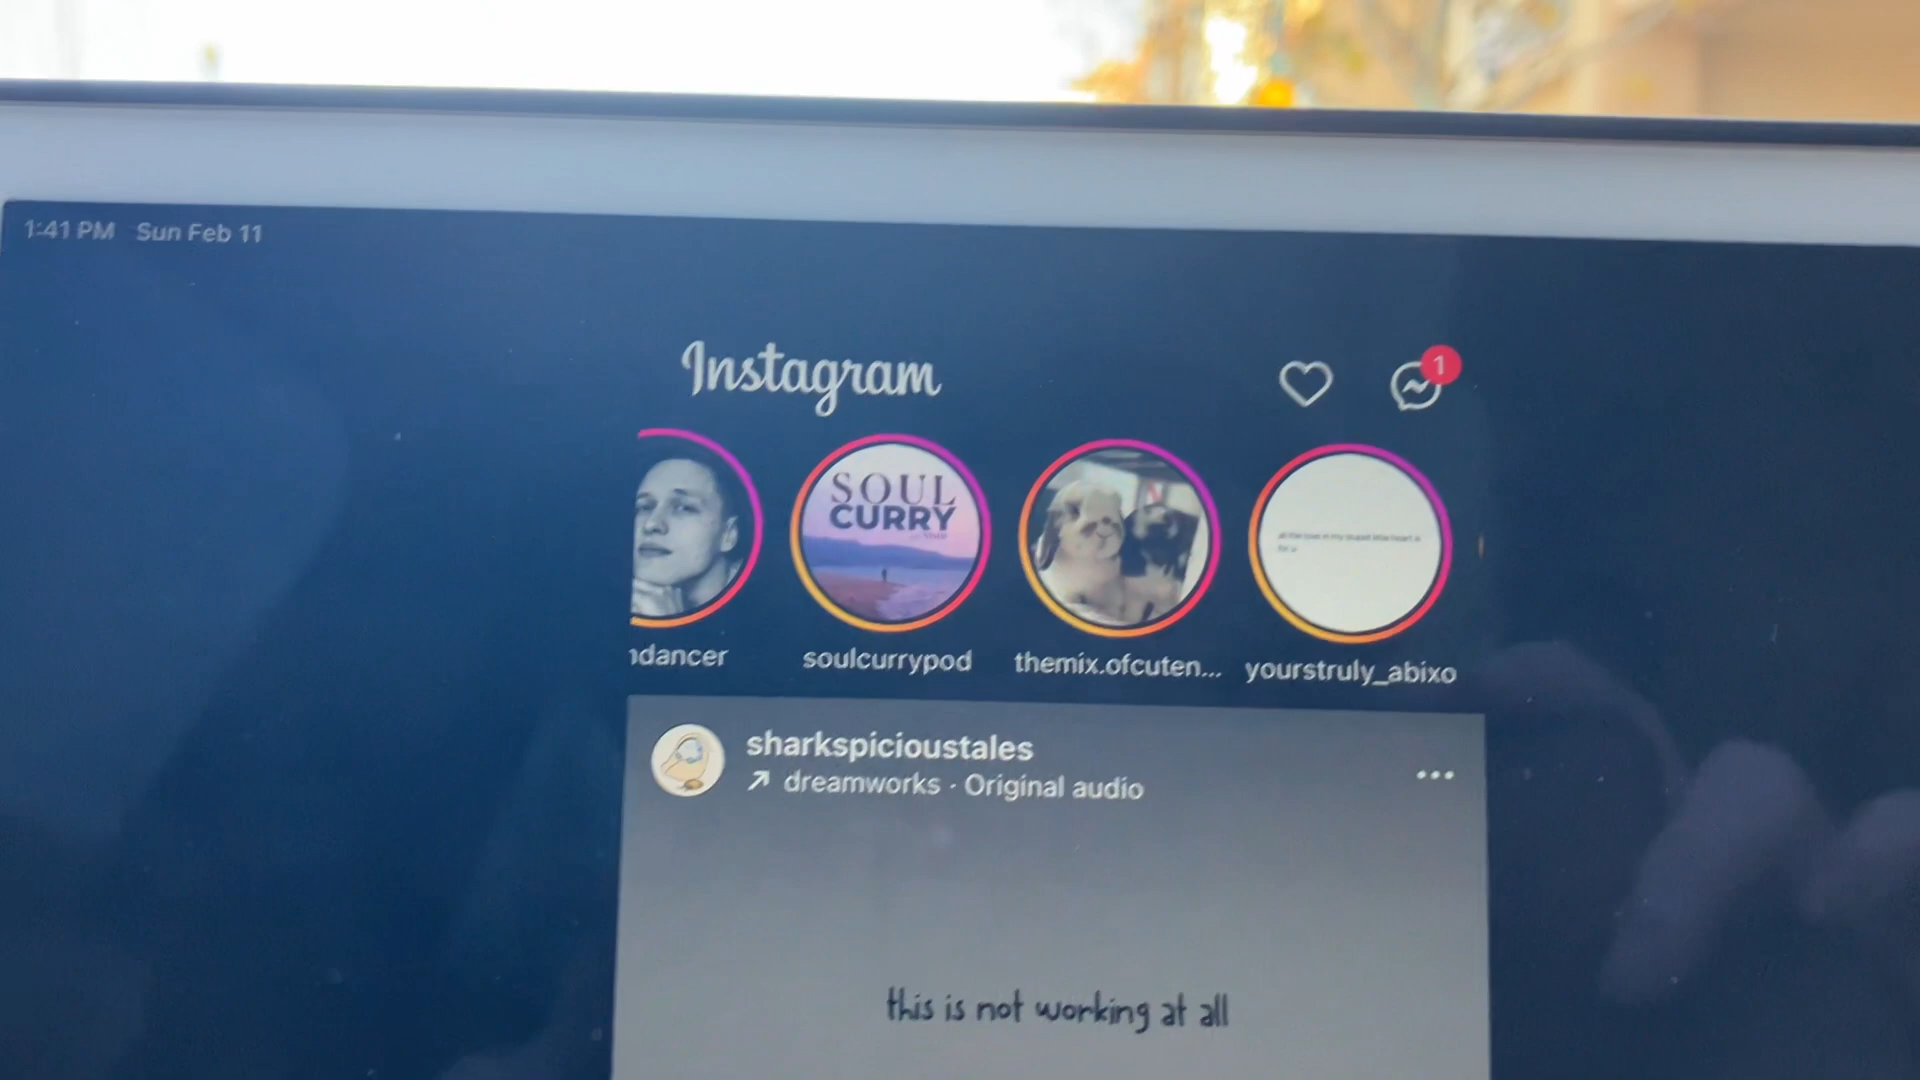 1:41 PM Sun Feb 11
Instagram
1
SOUL
CURRY
ndancer
soulcurrypod
themix.ofcuten...
yourstruly_abixo
sharkspicioustales
dreamworks · Original audio
this is not working at all